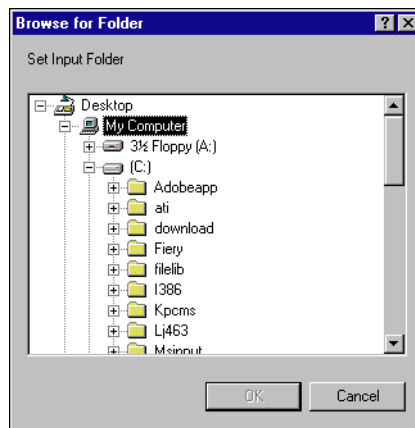 Browse for Folder
Set Input Folder
Desktop
My Computer
3½ Floppy (A:)
(C:)
Adobeapp
ati
download
Fiery
filelib
I386
Kpcms
Lj463
Msinput
OK
Cancel